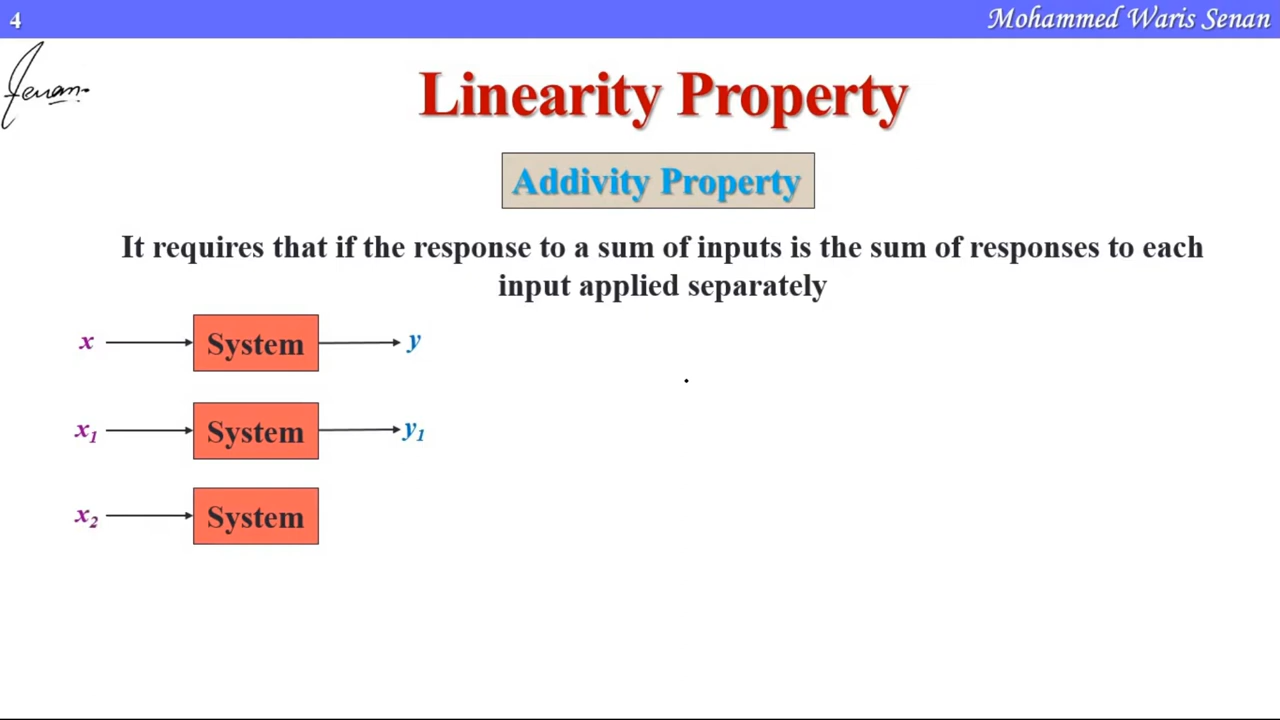 4
Mohammed Waris Senan
Senan
Linearity Property
Addivity Property
It requires that if the response to a sum of inputs is the sum of responses to each
input applied separately
x System y
x₁ System y₁
x₂ System